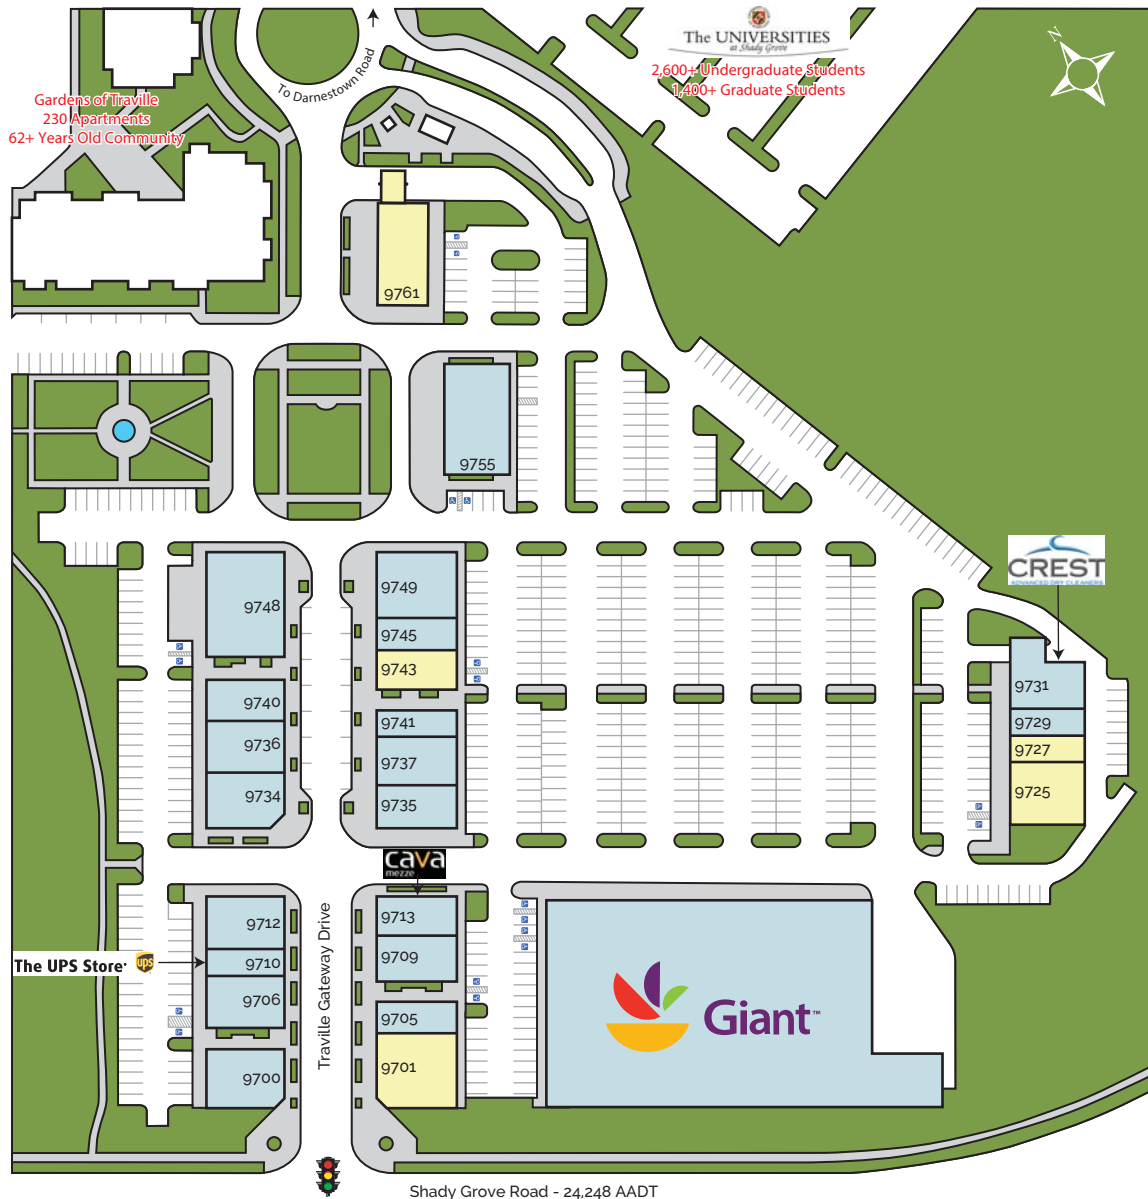 The UNIVERSITIES
at Shady Grove
2,600+ Undergraduate Students
1,400+ Graduate Students
N
To Darnestown Road
Gardens of Traville
230 Apartments
62+ Years Old Community
9761
9755
CREST
ADVANCED DRY CLEANERS
9748
9749
9745
9743
9740
9741
9736
9737
9734
9735
9731
9729
9727
9725
cava
mezze
9712
9713
The UPS Store
ups
9710
9709
9706
9705
9700
9701
Traville Gateway Drive
Giant™
Shady Grove Road - 24,248 AADT